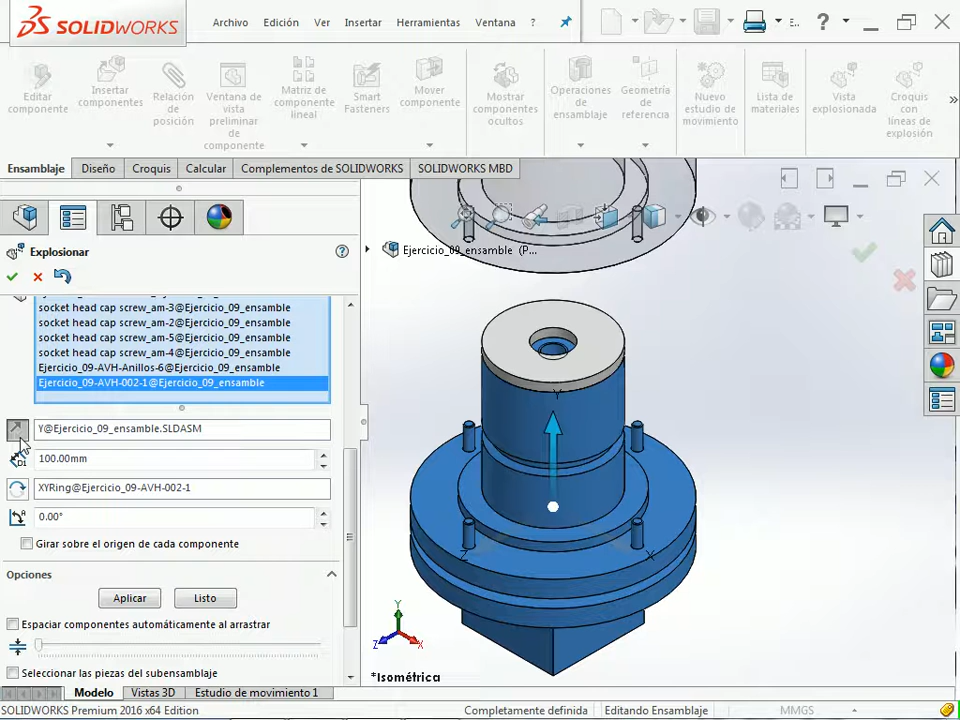 SOLIDWORKS
Archivo Edición Ver Insertar Herramientas Ventana ?
E.. ?
Editar componente
Insertar componentes
Relación de posición
Ventana de vista preliminar de componente
Matriz de componente lineal
Smart Fasteners
Mover componente
Mostrar componentes ocultos
Operaciones de ensamblaje
Geometría de referencia
Nuevo estudio de movimiento
Lista de materiales
Vista explosionada
Croquis con líneas de explosión
»
Ensamblaje Diseño Croquis Calcular Complementos de SOLIDWORKS SOLIDWORKS MBD
Explosionar
Ejercicio_09_ensamble (P...
socket head cap screw_am-3@Ejercicio_09_ensamble
socket head cap screw_am-2@Ejercicio_09_ensamble
socket head cap screw_am-5@Ejercicio_09_ensamble
socket head cap screw_am-4@Ejercicio_09_ensamble
Ejercicio_09-AVH-Anillos-6@Ejercicio_09_ensamble
Ejercicio_09-AVH-002-1@Ejercicio_09_ensamble
Y@Ejercicio_09_ensamble.SLDASM
D1
100.00mm
XYRing@Ejercicio_09-AVH-002-1
0.00°
Girar sobre el origen de cada componente
Opciones
Aplicar Listo
Espaciar componentes automáticamente al arrastrar
Seleccionar las piezas del subensamblaje
Y
Z X
Y
Z X
*Isométrica
Modelo Vistas 3D Estudio de movimiento 1
SOLIDWORKS Premium 2016 x64 Edition Completamente definida Editando Ensamblaje MMGS